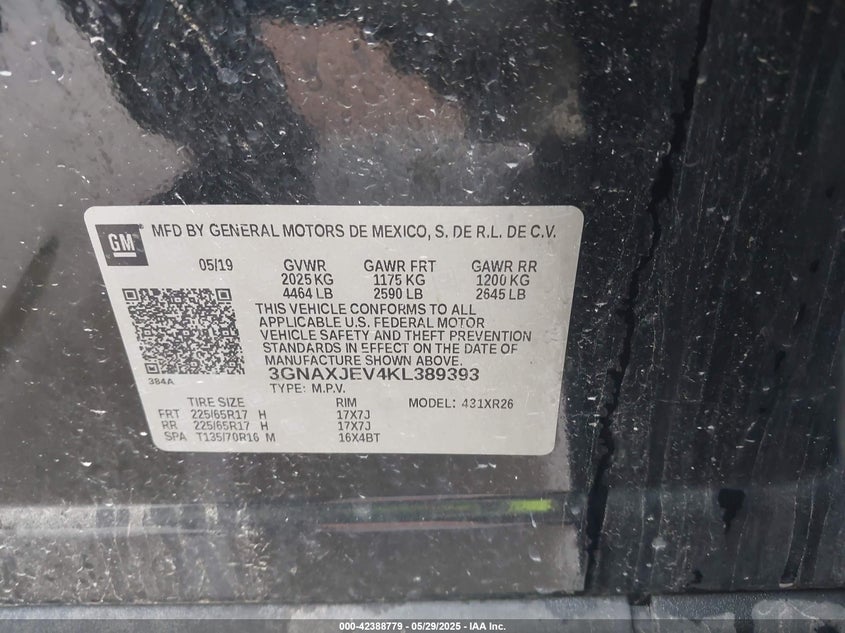 GM
MFD BY GENERAL MOTORS DE MEXICO, S. DE R.L. DE C.V.
05/19 GVWR GAWR FRT GAWR RR
2025 KG 1175 KG 1200 KG
4464 LB 2590 LB 2645 LB
THIS VEHICLE CONFORMS TO ALL
APPLICABLE U.S. FEDERAL MOTOR
VEHICLE SAFETY AND THEFT PREVENTION
STANDARDS IN EFFECT ON THE DATE OF
MANUFACTURE SHOWN ABOVE.
3GNAXJEV4KL389393
384A
TYPE: M.P.V.
TIRE SIZE RIM MODEL: 431XR26
FRT 225/65R17 H 17X7J
RR 225/65R17 H 17X7J
SPA T135/70R16 M 16X4BT
000-42388779 — 05/29/2025 - IAA Inc.